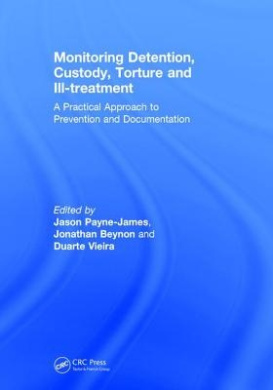 Monitoring Detention,
Custody, Torture and
Ill-treatment
A Practical Approach to
Prevention and Documentation
Edited by
Jason Payne-James,
Jonathan Beynon and
Duarte Vieira
CRC Press
Taylor & Francis Group